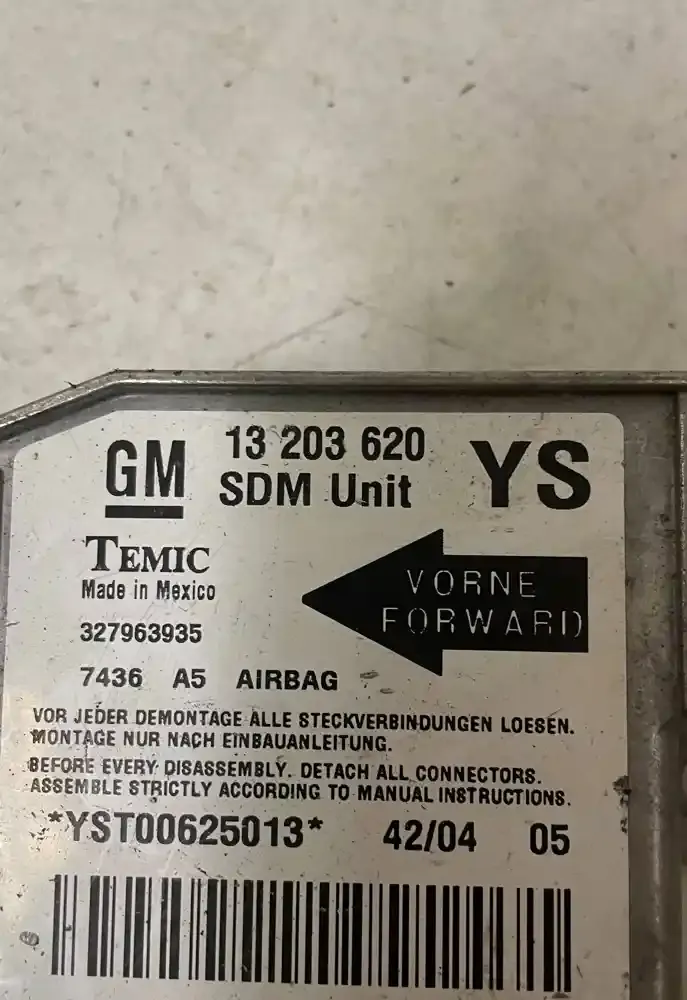 GM 13 203 620 YS
SDM Unit
TEMIC
Made in Mexico
VORNE
FORWARD
327963935
7436 A5 AIRBAG
VOR JEDER DEMONTAGE ALLE STECKVERBINDUNGEN LOESEN.
MONTAGE NUR NACH EINBAUANLEITUNG.
BEFORE EVERY DISASSEMBLY. DETACH ALL CONNECTORS.
ASSEMBLE STRICTLY ACCORDING TO MANUAL INSTRUCTIONS.
*YST00625013* 42/04 05